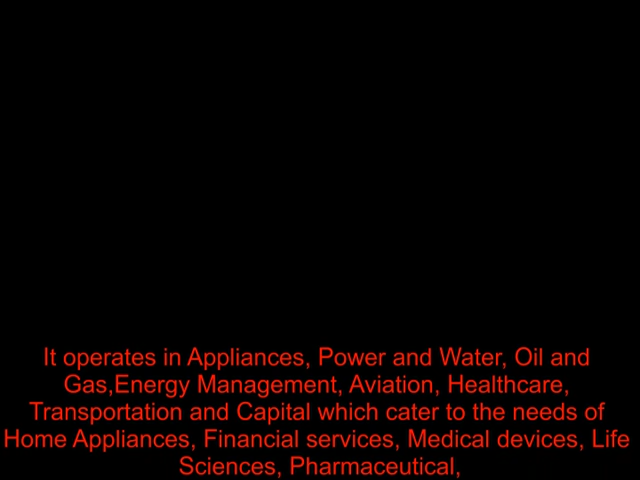 It operates in Appliances, Power and Water, Oil and
Gas,Energy Management, Aviation, Healthcare,
Transportation and Capital which cater to the needs of
Home Appliances, Financial services, Medical devices, Life
Sciences, Pharmaceutical,